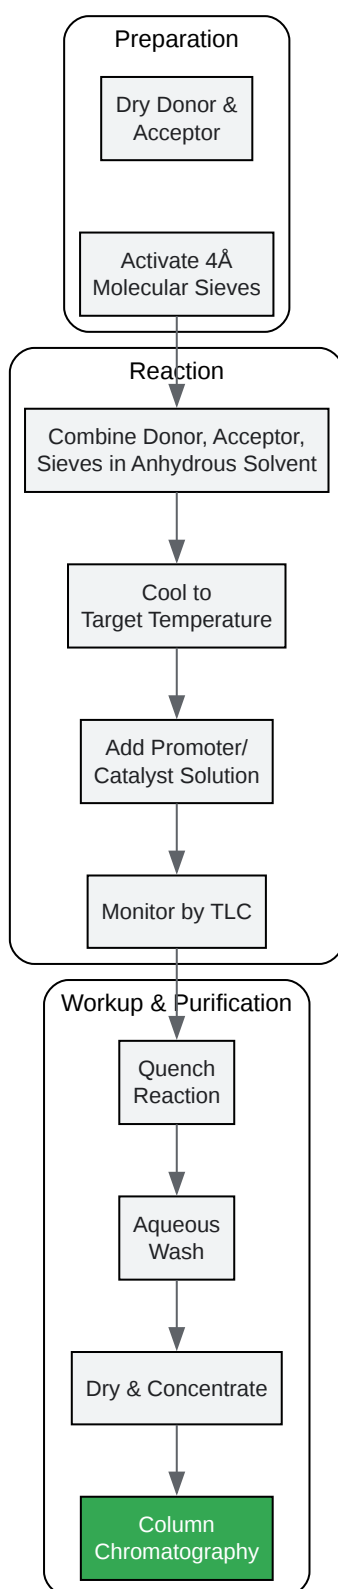 Preparation
Dry Donor &
Acceptor
Activate 4Å
Molecular Sieves
Reaction
Combine Donor, Acceptor,
Sieves in Anhydrous Solvent
Cool to
Target Temperature
Add Promoter/
Catalyst Solution
Monitor by TLC
Workup & Purification
Quench
Reaction
Aqueous
Wash
Dry & Concentrate
Column
Chromatography